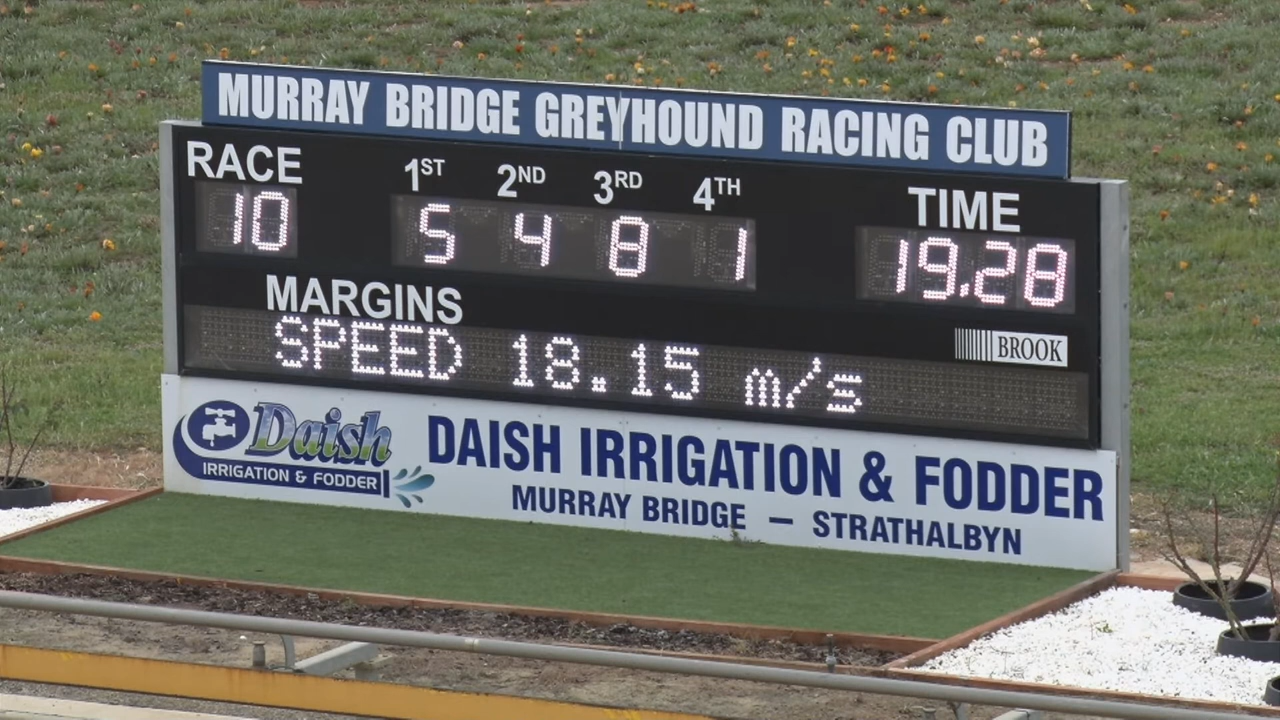 MURRAY BRIDGE GREYHOUND RACING CLUB
RACE 1ST 2ND 3RD 4TH TIME
10 5 4 8 1 19.28
MARGINS
BROOK
SPEED 18.15 m/s
Daish
IRRIGATION & FODDER
DAISH IRRIGATION & FODDER
MURRAY BRIDGE – STRATHALBYN